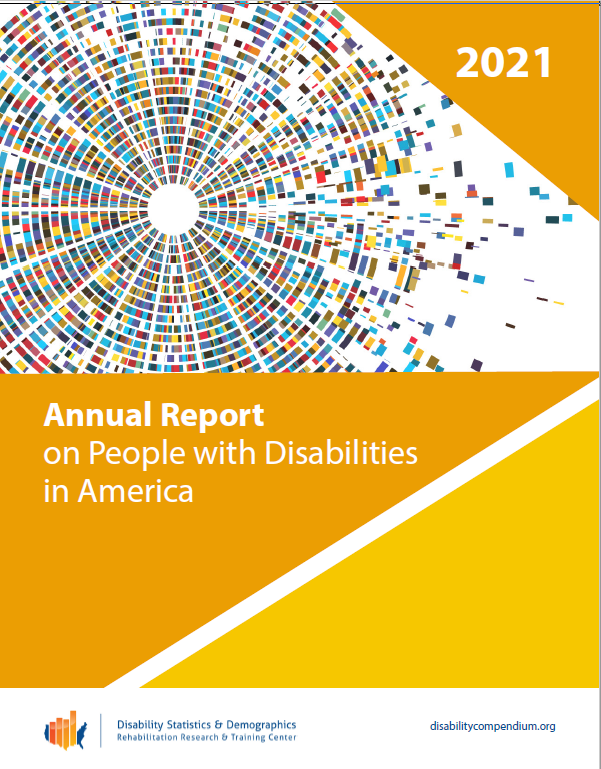 2021
Annual Report
on People with Disabilities
in America
Disability Statistics & Demographics
Rehabilitation Research & Training Center
disabilitycompendium.org